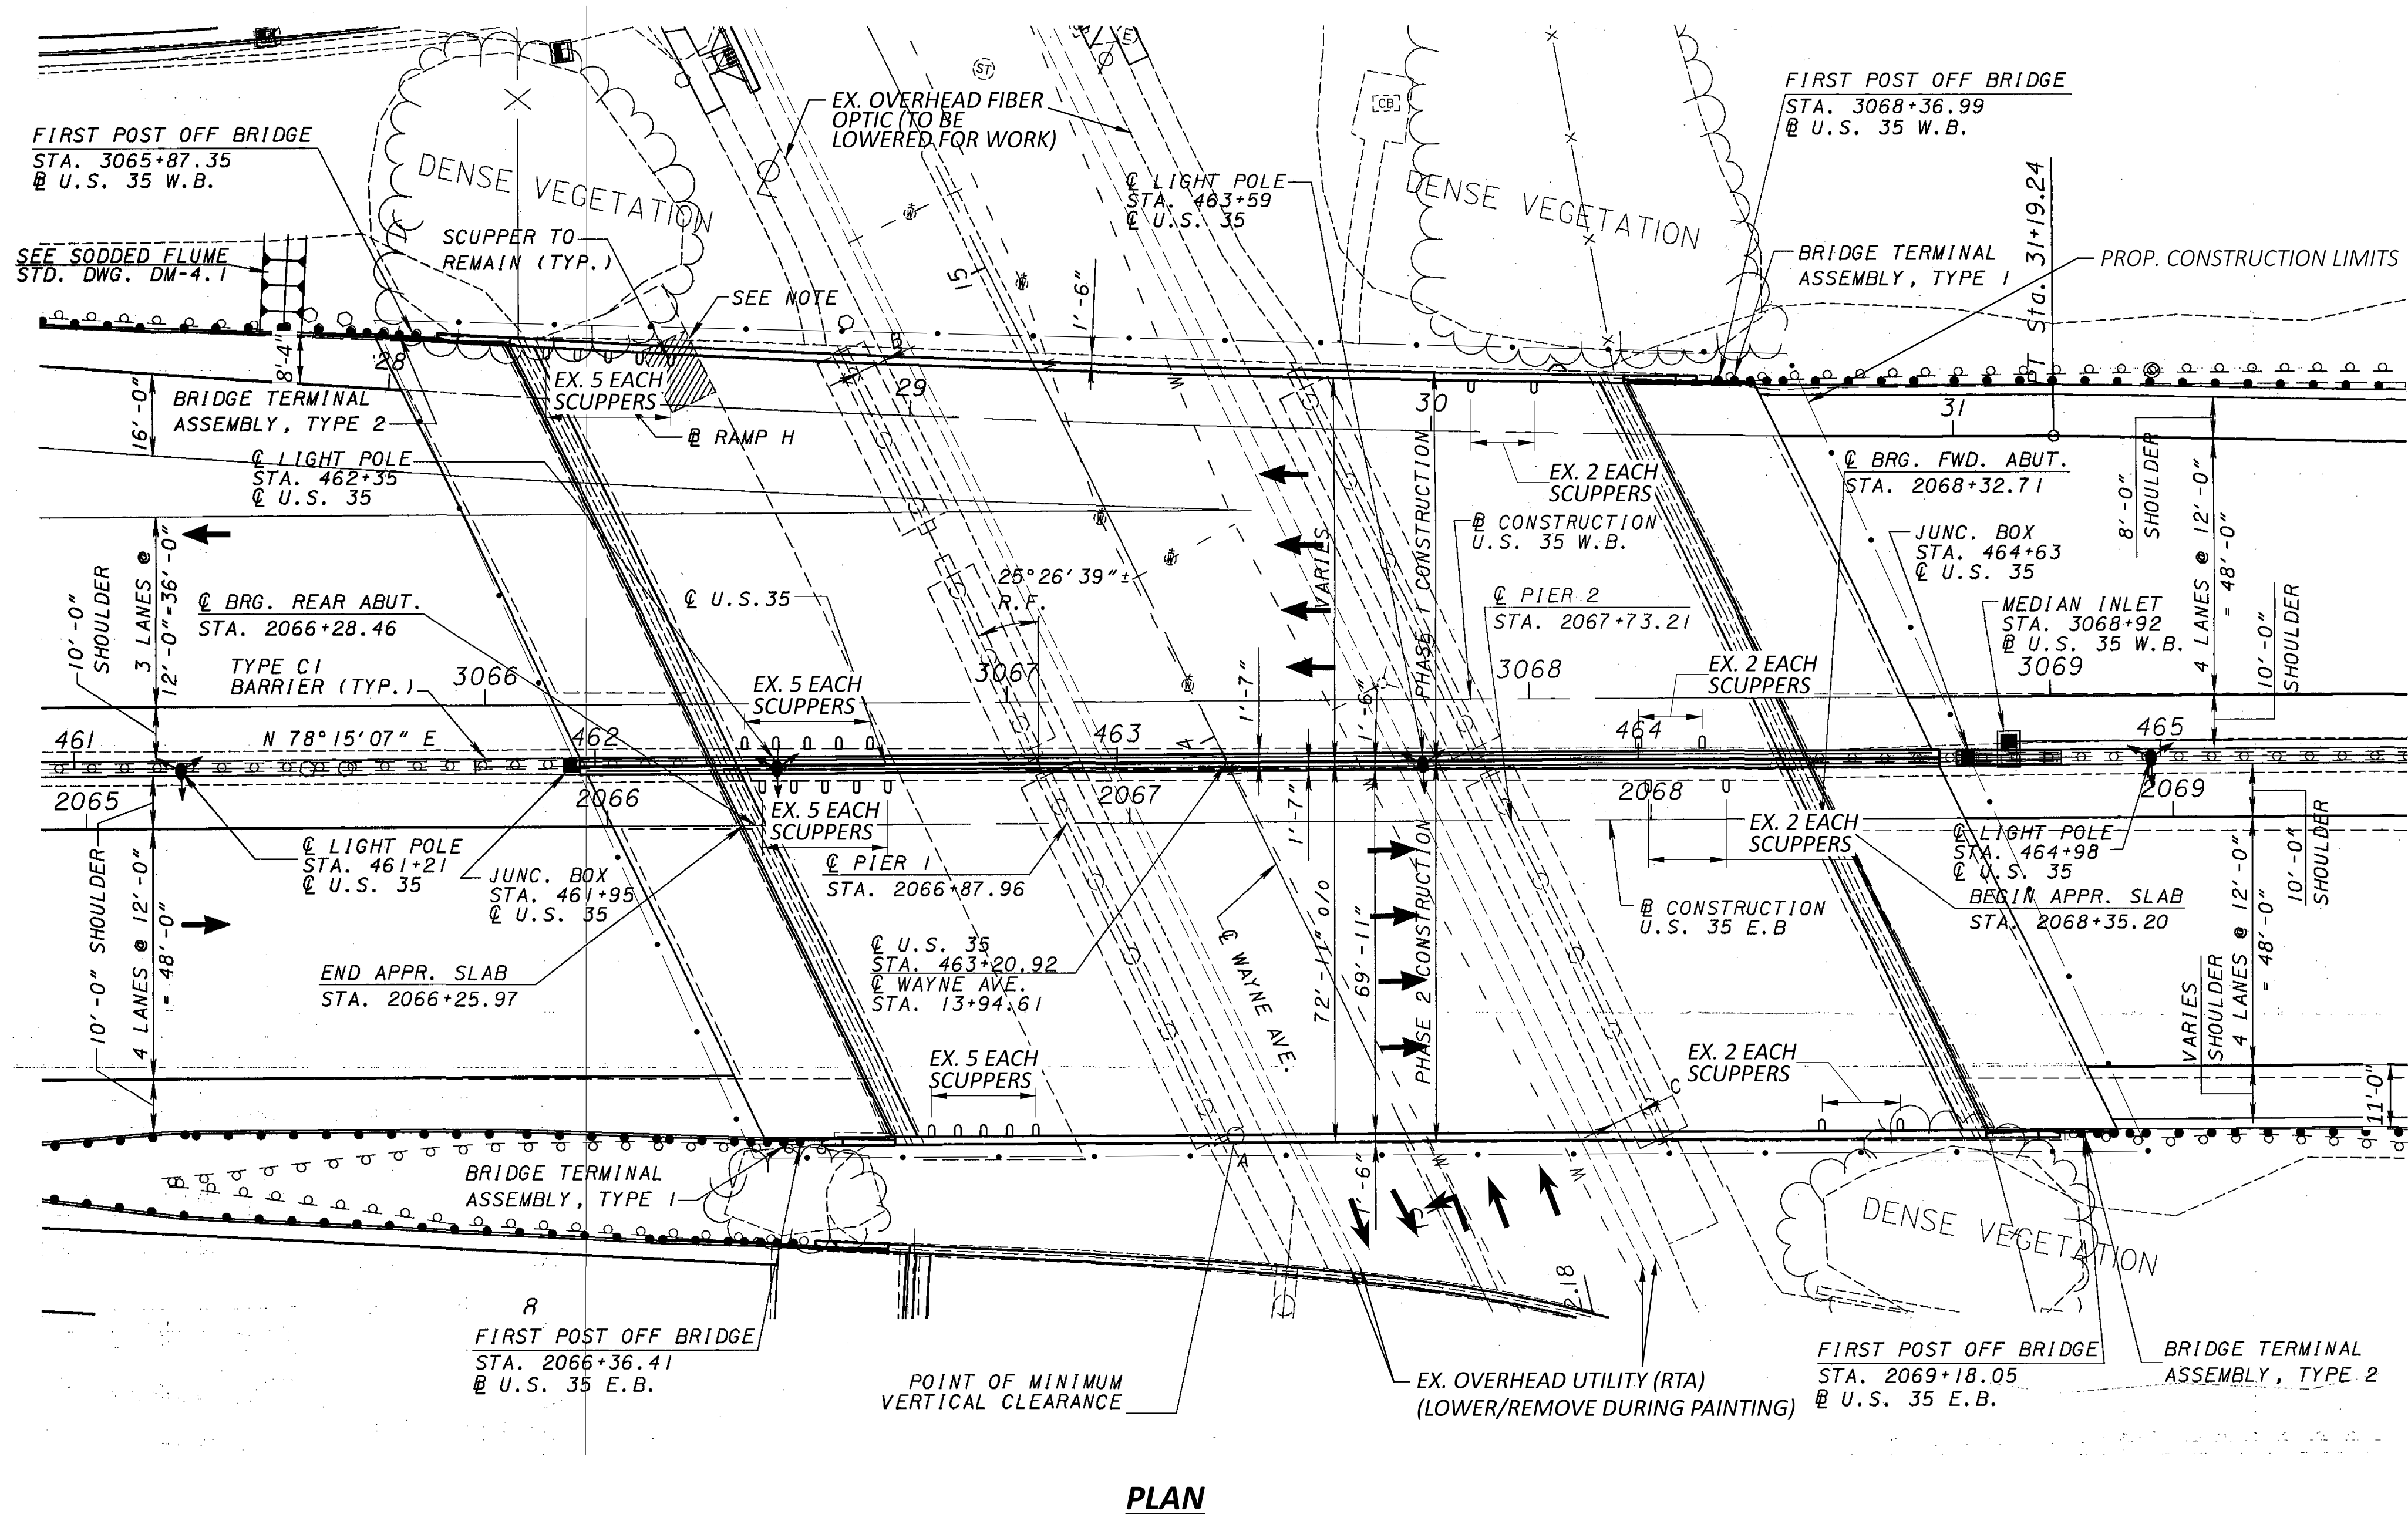 FIRST POST OFF BRIDGE
STA. 3065+87.35
℄ U.S. 35 W.B.
SEE SODDED FLUME
STD. DWG. DM-4.1
DENSE VEGETATION
SCUPPER TO
REMAIN (TYP.)
SEE NOTE
EX. OVERHEAD FIBER
OPTIC (TO BE
LOWERED FOR WORK)
ST
E
CB
15
℄ LIGHT POLE
STA. 463+59
℄ U.S. 35
1'-6"
DENSE VEGETATION
FIRST POST OFF BRIDGE
STA. 3068+36.99
BL U.S. 35 W.B.
BRIDGE TERMINAL
ASSEMBLY, TYPE 1
PROP. CONSTRUCTION LIMITS
PT Sta. 31+19.24
8'-4"
16'-0"
28
EX. 5 EACH
SCUPPERS
BRIDGE TERMINAL
ASSEMBLY, TYPE 2
BL RAMP H
B
29
30
31
℄ LIGHT POLE
STA. 462+35
℄ U.S. 35
EX. 2 EACH
SCUPPERS
℄ BRG. FWD. ABUT.
STA. 2068+32.71
8'-0"
SHOULDER
4 LANES @ 12'-0"
= 48'-0"
10'-0"
SHOULDER
3 LANES @
12'-0"=36'-0"
10'-0"
SHOULDER
℄ BRG. REAR ABUT.
STA. 2066+28.46
TYPE C1
BARRIER (TYP.)
℄ U.S.35
25°26'39"±
R.F.
VARIES
PHASE 1 CONSTRUCTION
BL CONSTRUCTION
U.S. 35 W.B.
℄ PIER 2
STA. 2067+73.21
JUNC. BOX
STA. 464+63
℄ U.S. 35
MEDIAN INLET
STA. 3068+92
BL U.S. 35 W.B.
3066
3067
3068
3069
EX. 5 EACH
SCUPPERS
EX. 2 EACH
SCUPPERS
1'-7"
1'-6"
461
N 78°15'07" E
462
463
14
464
465
2065
2066
2067
2068
2069
EX. 5 EACH
SCUPPERS
1'-7"
EX. 2 EACH
SCUPPERS
℄ LIGHT POLE
STA. 461+21
℄ U.S. 35
JUNC. BOX
STA. 461+95
℄ U.S. 35
℄ PIER 1
STA. 2066+87.96
℄ LIGHT POLE
STA. 464+98
℄ U.S. 35
BEGIN APPR. SLAB
STA. 2068+35.20
BL CONSTRUCTION
U.S. 35 E.B
10'-0" SHOULDER
4 LANES @ 12'-0"
= 48'-0"
END APPR. SLAB
STA. 2066+25.97
℄ U.S. 35
STA. 463+20.92
℄ WAYNE AVE.
STA. 13+94.61
℄ WAYNE AVE.
72'-11" o/o
69'-11"
PHASE 2 CONSTRUCTION
10'-0"
SHOULDER
4 LANES @ 12'-0"
= 48'-0"
VARIES
SHOULDER
11'-0"
EX. 5 EACH
SCUPPERS
EX. 2 EACH
SCUPPERS
C
A
1'-6"
BRIDGE TERMINAL
ASSEMBLY, TYPE 1
DENSE VEGETATION
8
FIRST POST OFF BRIDGE
STA. 2066+36.41
BL U.S. 35 E.B.
POINT OF MINIMUM
VERTICAL CLEARANCE
EX. OVERHEAD UTILITY (RTA)
(LOWER/REMOVE DURING PAINTING)
FIRST POST OFF BRIDGE
STA. 2069+18.05
BL U.S. 35 E.B.
BRIDGE TERMINAL
ASSEMBLY, TYPE 2
PLAN